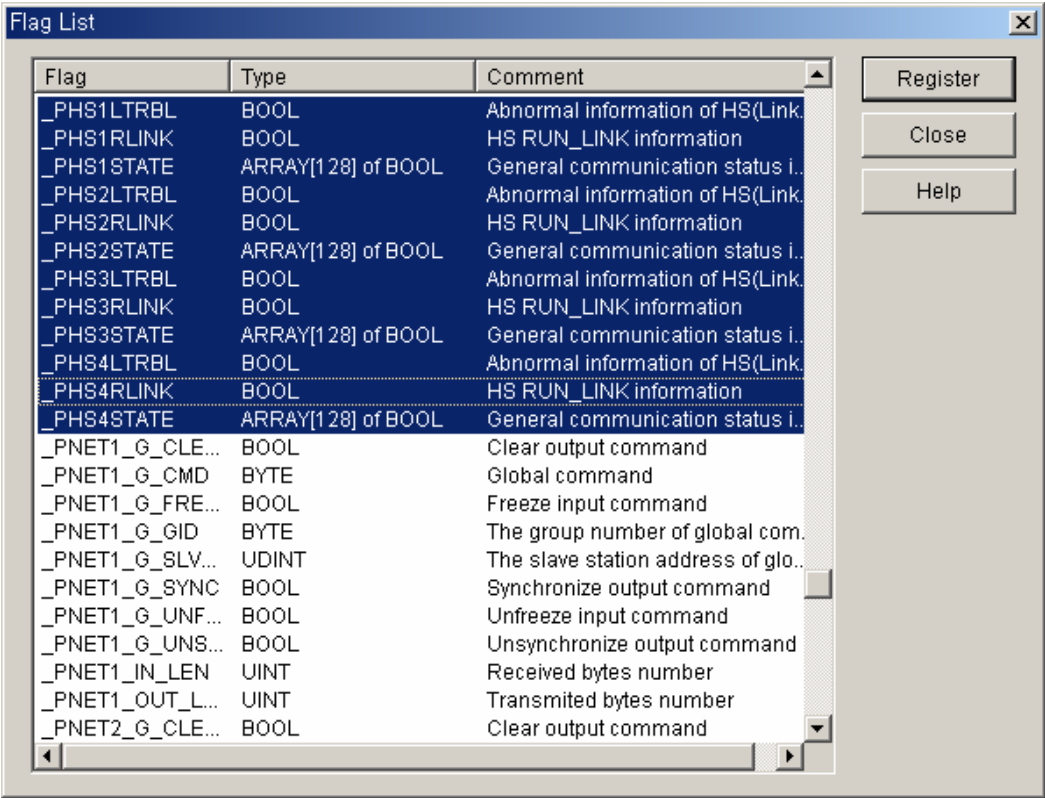 Flag List
Flag Type Comment
_PHS1LTRBL BOOL Abnormal information of HS(Link.
_PHS1RLINK BOOL HS RUN_LINK information
_PHS1STATE ARRAY[128] of BOOL General communication status i..
_PHS2LTRBL BOOL Abnormal information of HS(Link.
_PHS2RLINK BOOL HS RUN_LINK information
_PHS2STATE ARRAY[128] of BOOL General communication status i..
_PHS3LTRBL BOOL Abnormal information of HS(Link.
_PHS3RLINK BOOL HS RUN_LINK information
_PHS3STATE ARRAY[128] of BOOL General communication status i..
_PHS4LTRBL BOOL Abnormal information of HS(Link.
_PHS4RLINK BOOL HS RUN_LINK information
_PHS4STATE ARRAY[128] of BOOL General communication status i..
_PNET1_G_CLE... BOOL Clear output command
_PNET1_G_CMD BYTE Global command
_PNET1_G_FRE... BOOL Freeze input command
_PNET1_G_GID BYTE The group number of global com.
_PNET1_G_SLV... UDINT The slave station address of glo..
_PNET1_G_SYNC BOOL Synchronize output command
_PNET1_G_UNF... BOOL Unfreeze input command
_PNET1_G_UNS... BOOL Unsynchronize output command
_PNET1_IN_LEN UINT Received bytes number
_PNET1_OUT_L... UINT Transmited bytes number
_PNET2_G_CLE... BOOL Clear output command
Register
Close
Help